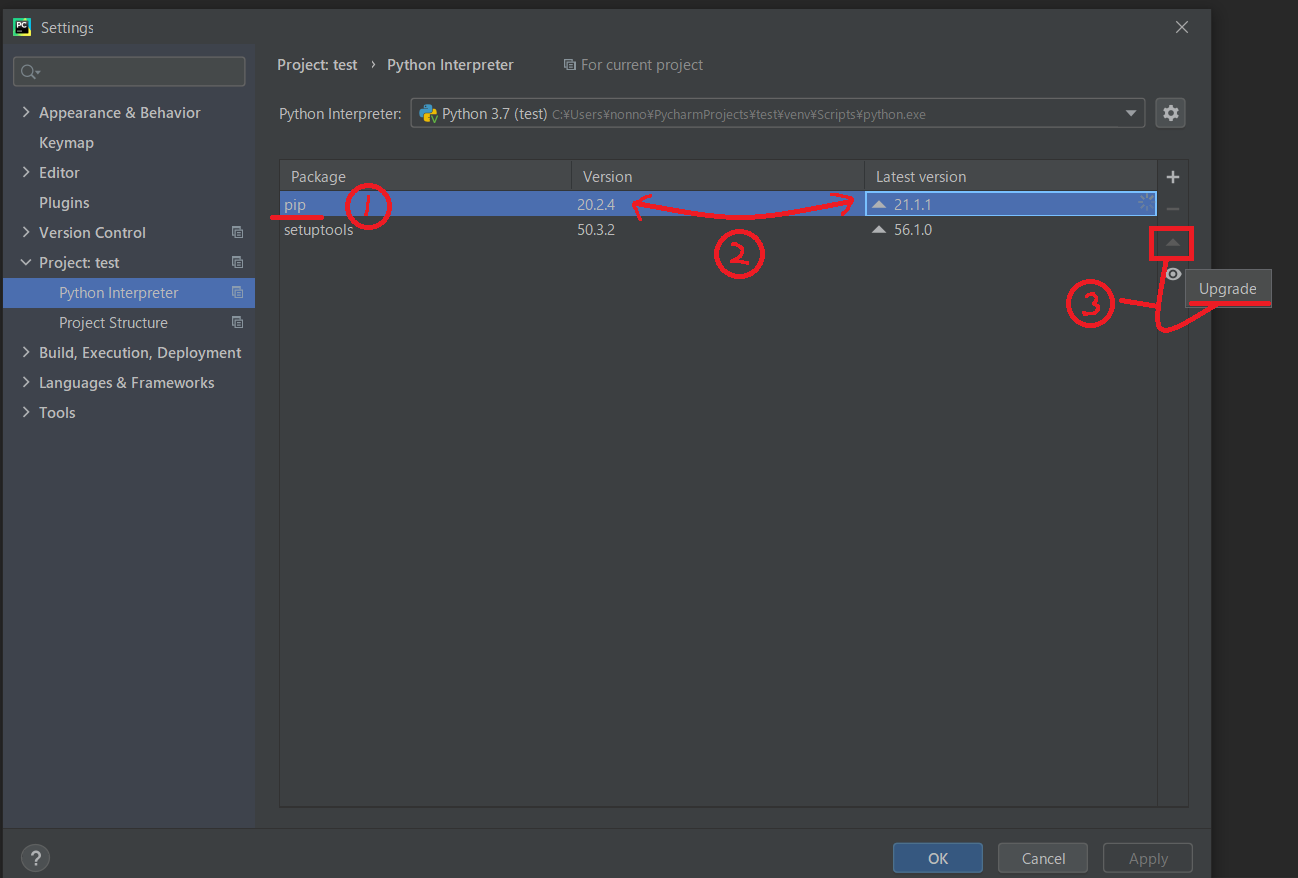 PC
Settings
Appearance & Behavior
Keymap
Editor
Plugins
Version Control
Project: test
Python Interpreter
Project Structure
Build, Execution, Deployment
Languages & Frameworks
Tools
Project: test › Python Interpreter
For current project
Python Interpreter: Python 3.7 (test) C:¥Users¥nonno¥PycharmProjects¥test¥venv¥Scripts¥python.exe
Package Version Latest version
pip 20.2.4 21.1.1
setuptools 50.3.2 56.1.0
①
②
③
Upgrade
?
OK Cancel Apply